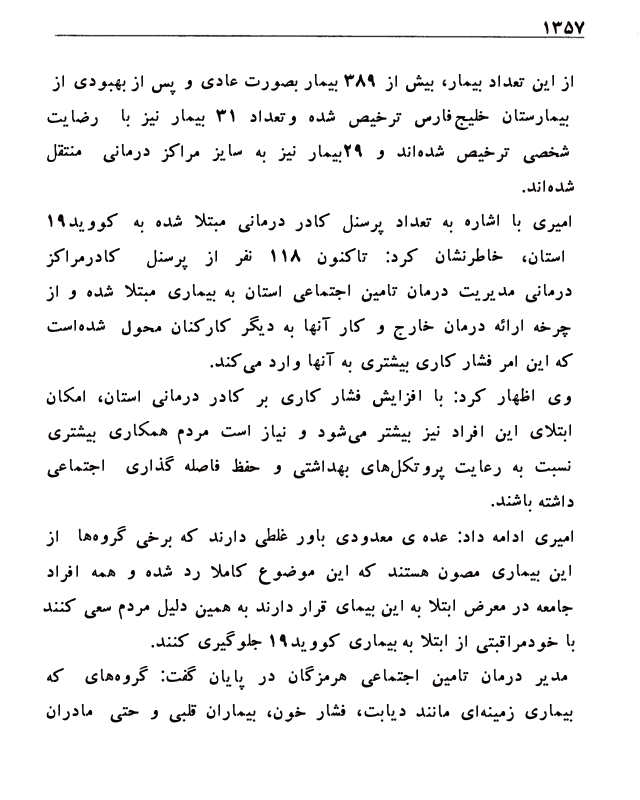 ۱۳۵۷
از این تعداد بیمار، بیش از ۳۸۹ بیمار بصورت عادی و پس از بهبودی از
بیمارستان خلیج‌فارس ترخیص شده وتعداد ۳۱ بیمار نیز با رضایت
شخصی ترخیص شده‌اند و ۲۹بیمار نیز به سایز مراکز درمانی منتقل
شده‌اند.
امیری با اشاره به تعداد پرسنل کادر درمانی مبتلا شده به کووید۱۹
استان، خاطرنشان کرد: تاکنون ۱۱۸ نفر از پرسنل کادرمراکز
درمانی مدیریت درمان تامین اجتماعی استان به بیماری مبتلا شده و از
چرخه ارائه درمان خارج و کار آنها به دیگر کارکنان محول شده‌است
که این امر فشار کاری بیشتری به آنها وارد می‌کند.
وی اظهار کرد: با افزایش فشار کاری بر کادر درمانی استان، امکان
ابتلای این افراد نیز بیشتر می‌شود و نیاز است مردم همکاری بیشتری
نسبت به رعایت پروتکل‌های بهداشتی و حفظ فاصله گذاری اجتماعی
داشته باشند.
امیری ادامه داد: عده ی معدودی باور غلطی دارند که برخی گروه‌ها از
این بیماری مصون هستند که این موضوع کاملا رد شده و همه افراد
جامعه در معرض ابتلا به این بیمای قرار دارند به همین دلیل مردم سعی کنند
با خودمراقبتی از ابتلا به بیماری کووید۱۹ جلوگیری کنند.
مدیر درمان تامین اجتماعی هرمزگان در پایان گفت: گروه‌های که
بیماری زمینه‌ای مانند دیابت، فشار خون، بیماران قلبی و حتی مادران